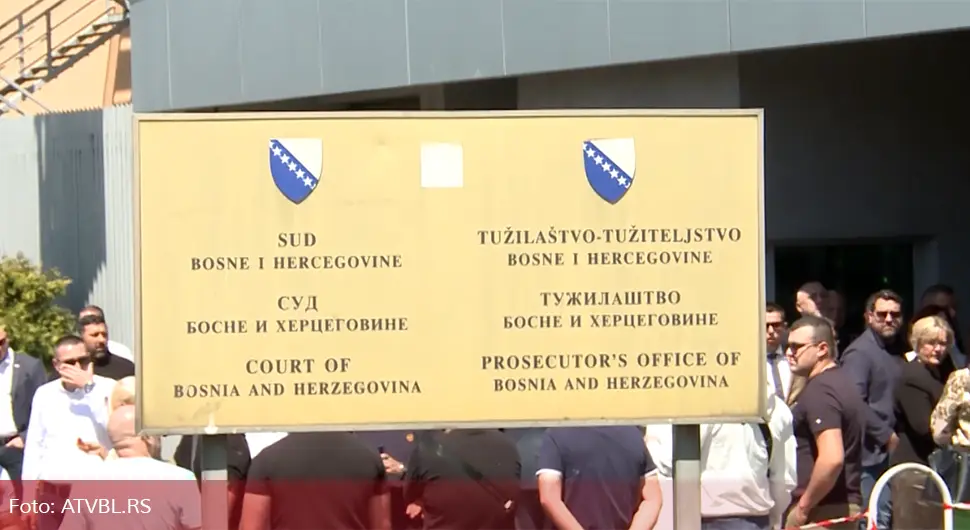 SUD
BOSNE I HERCEGOVINE
СУД
БОСНЕ И ХЕРЦЕГОВИНЕ
COURT OF
BOSNIA AND HERZEGOVINA
TUŽILAŠTVO-TUŽITELJSTVO
BOSNE I HERCEGOVINE
ТУЖИЛАШТВО
БОСНЕ И ХЕРЦЕГОВИНЕ
PROSECUTOR'S OFFICE OF
BOSNIA AND HERZEGOVINA
Foto: ATVBL.RS